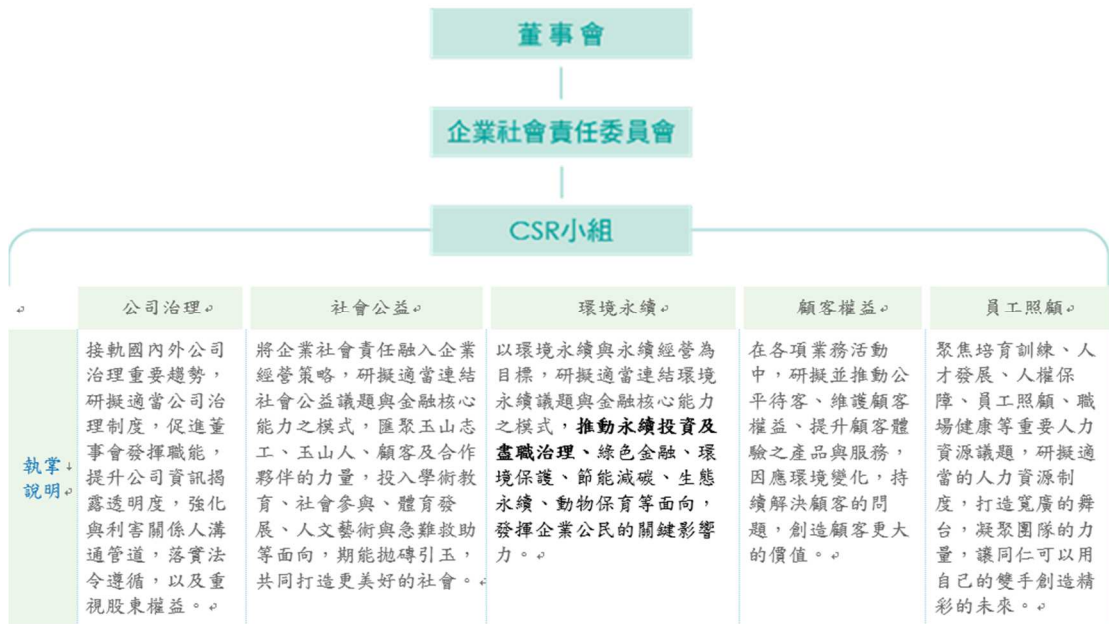 董事會
企業社會責任委員會
CSR小組
公司治理
社會公益
環境永續
顧客權益
員工照顧
執掌
說明
接軌國內外公司
治理重要趨勢，
研擬適當公司治
理制度，促進董
事會發揮職能，
提升公司資訊揭
露透明度，強化
與利害關係人溝
通管道，落實法
令遵循，以及重
視股東權益。
將企業社會責任融入企業
經營策略，研擬適當連結
社會公益議題與金融核心
能力之模式，匯聚玉山志
工、玉山人、顧客及合作
夥伴的力量，投入學術教
育、社會參與、體育發
展、人文藝術與急難救助
等面向，期能拋磚引玉，
共同打造更美好的社會。
以環境永續與永續經營為
目標，研擬適當連結環境
永續議題與金融核心能力
之模式，推動永續投資及
盡職治理、綠色金融、環
境保護、節能減碳、生態
永續、動物保育等面向，
發揮企業公民的關鍵影響
力。
在各項業務活動
中，研擬並推動公
平待客、維護顧客
權益、提升顧客體
驗之產品與服務，
因應環境變化，持
續解決顧客的問
題，創造顧客更大
的價值。
聚焦培育訓練、人
才發展、人權保
障、員工照顧、職
場健康等重要人力
資源議題，研擬適
當的人力資源制
度，打造寬廣的舞
台，凝聚團隊的力
量，讓同仁可以用
自己的雙手創造精
彩的未來。